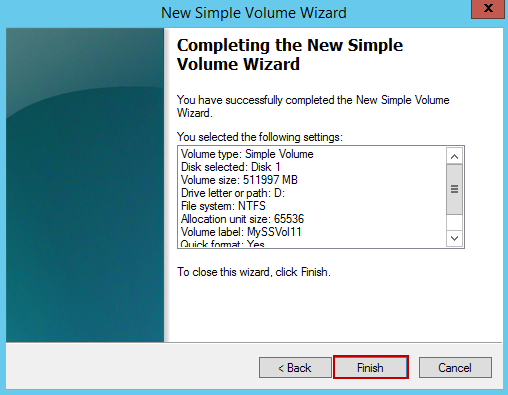 New Simple Volume Wizard
x
Completing the New Simple
Volume Wizard
You have successfully completed the New Simple Volume
Wizard.
You selected the following settings:
Volume type: Simple Volume
Disk selected: Disk 1
Volume size: 511997 MB
Drive letter or path: D:
File system: NTFS
Allocation unit size: 65536
Volume label: MySSVol11
Quick format: Yes
To close this wizard, click Finish.
< Back
Finish
Cancel